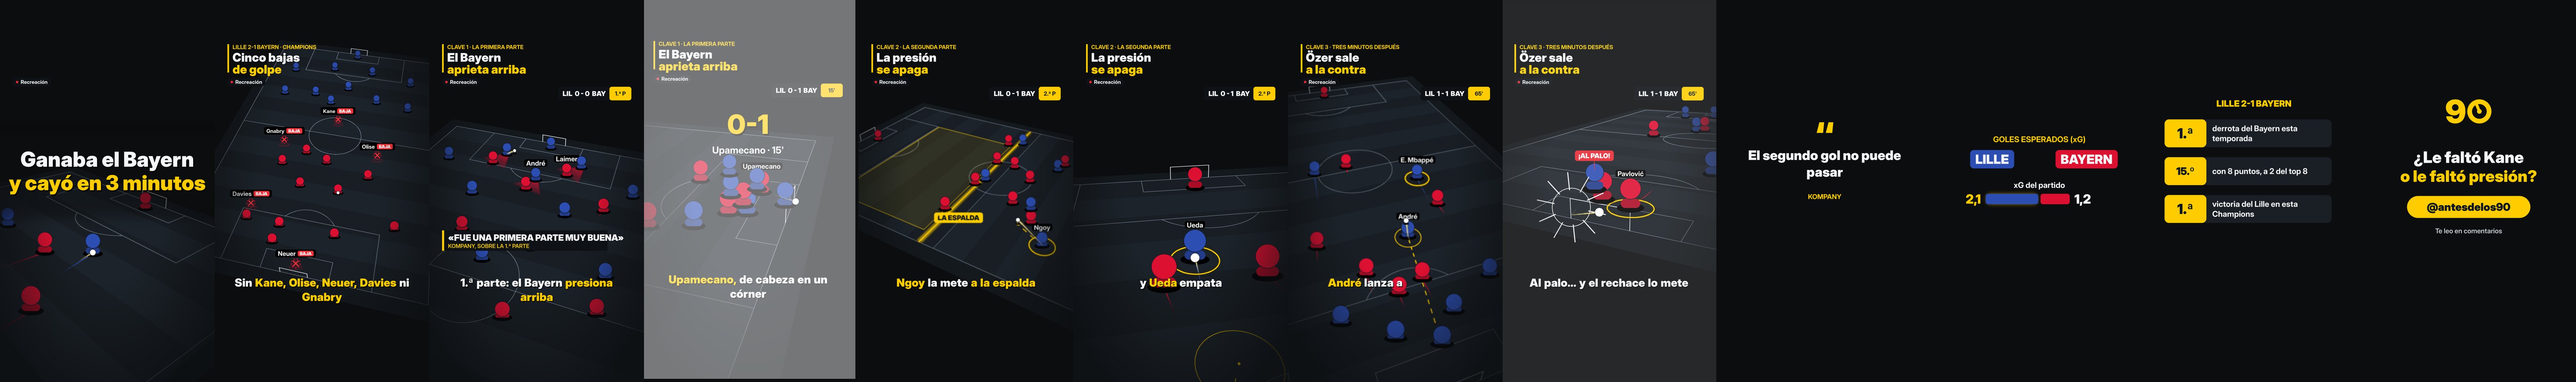 Recreación
Ganaba el Bayern
y cayó en 3 minutos
LILLE 2-1 BAYERN · CHAMPIONS
Cinco bajas
de golpe
Recreación
Kane BAJA
Gnabry BAJA
Olise BAJA
Davies BAJA
Neuer BAJA
Sin Kane, Olise, Neuer, Davies ni
Gnabry
CLAVE 1 · LA PRIMERA PARTE
El Bayern
aprieta arriba
Recreación
LIL 0-0 BAY 1.ª P
André
Laimer
«FUE UNA PRIMERA PARTE MUY BUENA»
KOMPANY, SOBRE LA 1.ª PARTE
1.ª parte: el Bayern presiona
arriba
CLAVE 1 · LA PRIMERA PARTE
El Bayern
aprieta arriba
Recreación
LIL 0-1 BAY 15'
0-1
Upamecano · 15'
Upamecano
Upamecano, de cabeza en un
córner
CLAVE 2 · LA SEGUNDA PARTE
La presión
se apaga
Recreación
LIL 0-1 BAY 2.ª P
LA ESPALDA
Ngoy
Ngoy la mete a la espalda
CLAVE 2 · LA SEGUNDA PARTE
La presión
se apaga
Recreación
LIL 0-1 BAY 2.ª P
Ueda
y Ueda empata
CLAVE 3 · TRES MINUTOS DESPUÉS
Özer sale
a la contra
Recreación
LIL 1-1 BAY 65'
E. Mbappé
André
André lanza a
CLAVE 3 · TRES MINUTOS DESPUÉS
Özer sale
a la contra
Recreación
LIL 1-1 BAY 65'
¡AL PALO!
Pavlović
Al palo... y el rechace lo mete
"
El segundo gol no puede
pasar
KOMPANY
GOLES ESPERADOS (xG)
LILLE BAYERN
xG del partido
2,1 1,2
LILLE 2-1 BAYERN
1.ª derrota del Bayern esta
temporada
15.º con 8 puntos, a 2 del top 8
1.ª victoria del Lille en esta
Champions
90
¿Le faltó Kane
o le faltó presión?
@antesdelos90
Te leo en comentarios